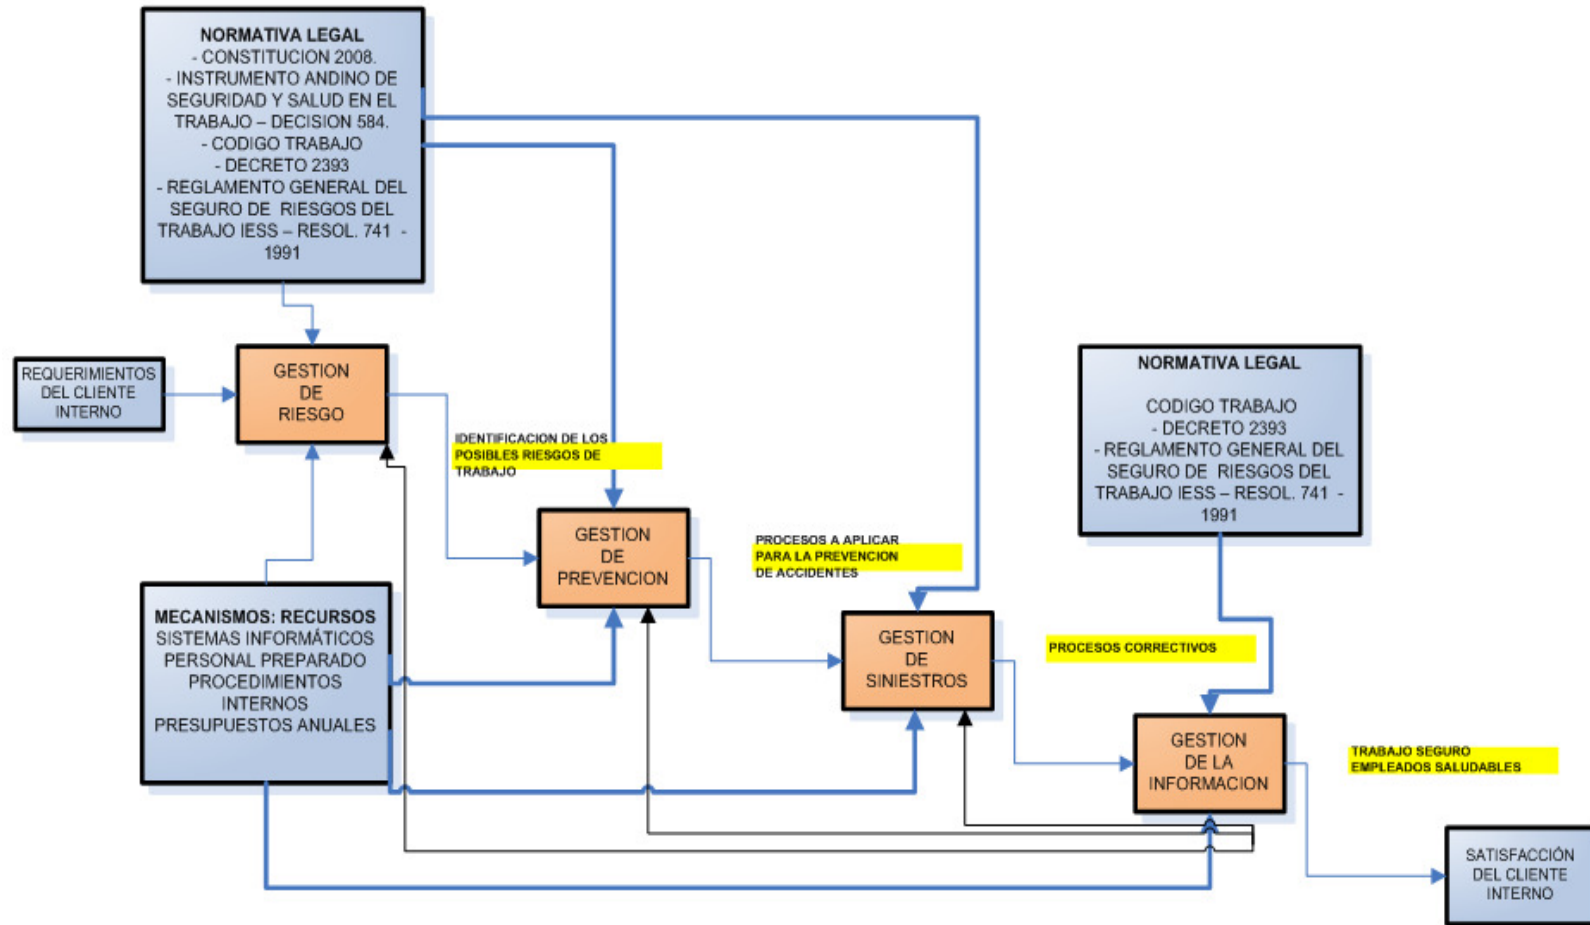 NORMATIVA LEGAL
- CONSTITUCION 2008.
- INSTRUMENTO ANDINO DE
SEGURIDAD Y SALUD EN EL
TRABAJO – DECISION 584.
- CODIGO TRABAJO
- DECRETO 2393
- REGLAMENTO GENERAL DEL
SEGURO DE RIESGOS DEL
TRABAJO IESS – RESOL. 741 -
1991
REQUERIMIENTOS
DEL CLIENTE
INTERNO
GESTION
DE
RIESGO
NORMATIVA LEGAL
CODIGO TRABAJO
- DECRETO 2393
- REGLAMENTO GENERAL DEL
SEGURO DE RIESGOS DEL
TRABAJO IESS – RESOL. 741 -
1991
IDENTIFICACION DE LOS
POSIBLES RIESGOS DE
TRABAJO
GESTION
DE
PREVENCION
PROCESOS A APLICAR
PARA LA PREVENCION
DE ACCIDENTES
MECANISMOS: RECURSOS
SISTEMAS INFORMÁTICOS
PERSONAL PREPARADO
PROCEDIMIENTOS
INTERNOS
PRESUPUESTOS ANUALES
GESTION
DE
SINIESTROS
PROCESOS CORRECTIVOS
GESTION
DE LA
INFORMACION
TRABAJO SEGURO
EMPLEADOS SALUDABLES
SATISFACCIÓN
DEL CLIENTE
INTERNO